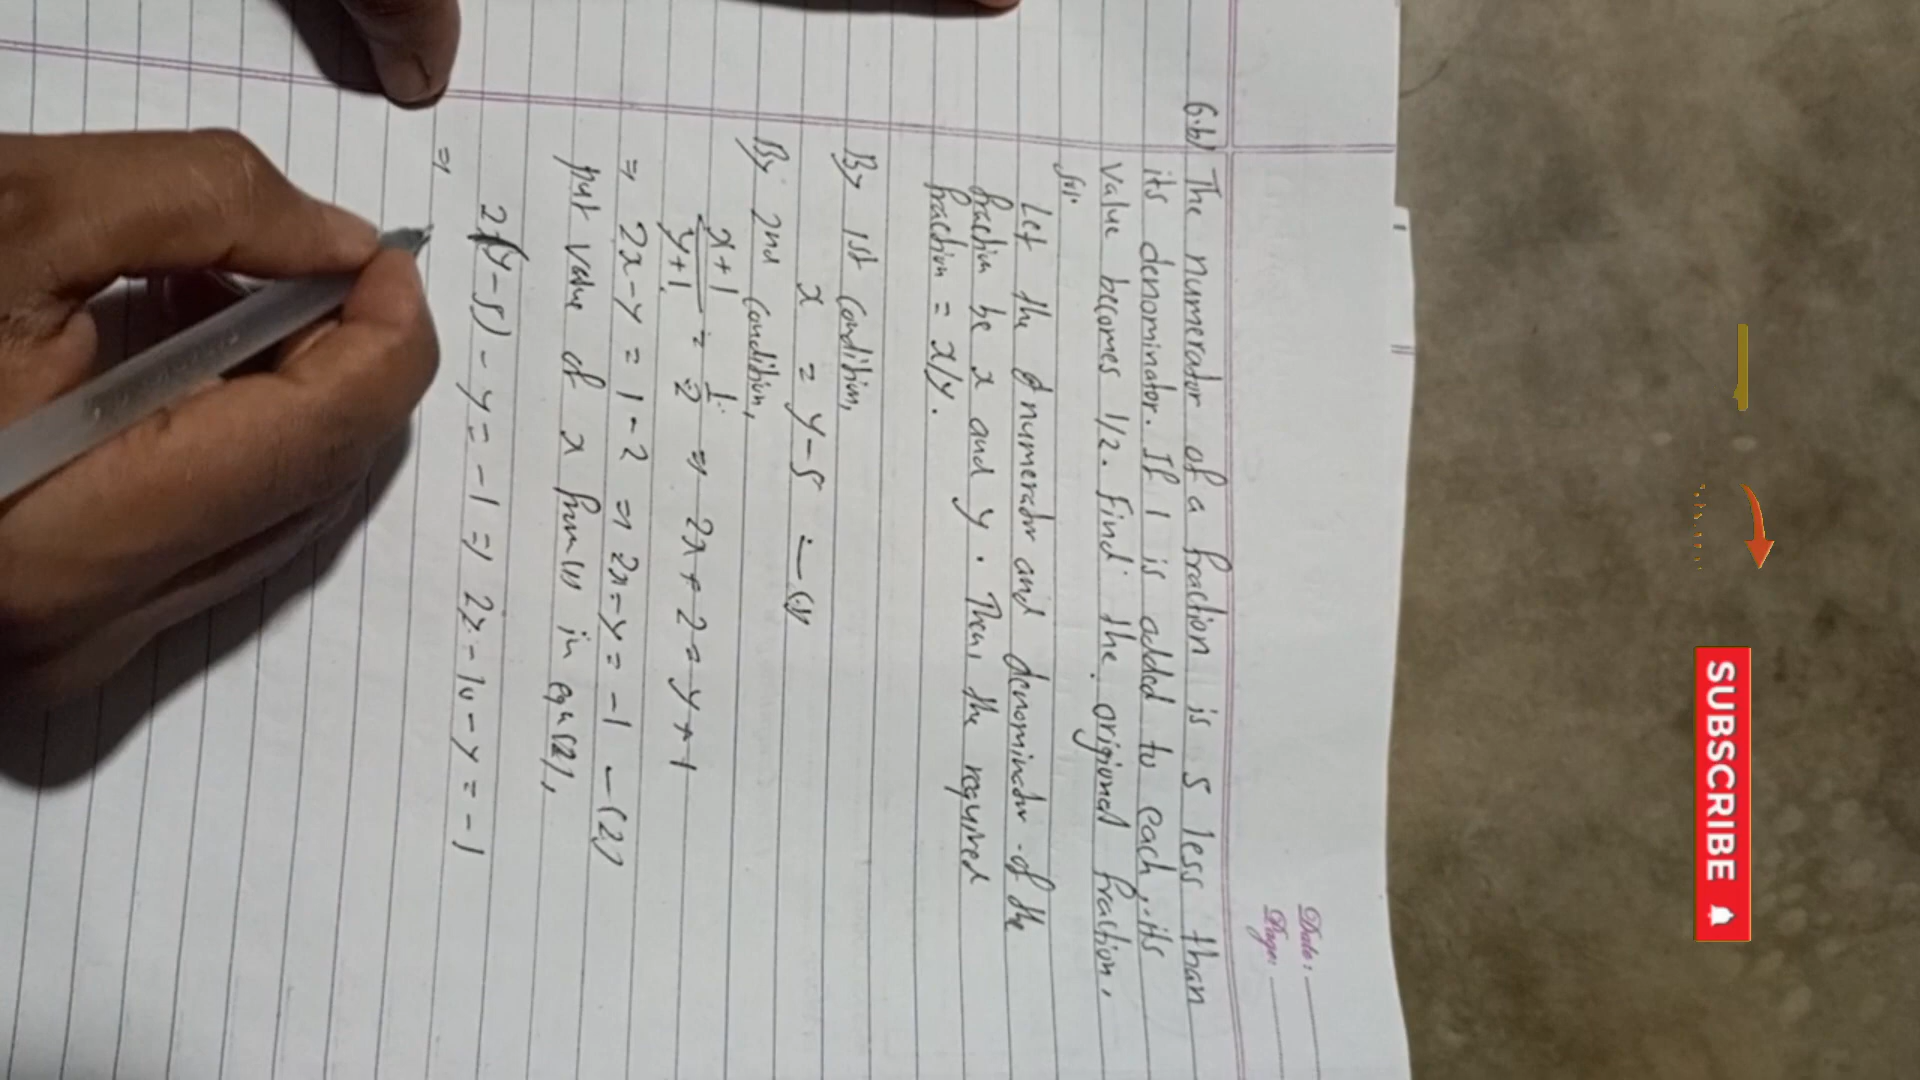 Date:
Page:
6.b) The numerator of a fraction is 5 less than
its denominator. If 1 is added to each, its
value becomes 1/2. Find the origional fraction.
Let the numerator and denominator of the
fraction be x and y. Then, the required
fraction = x/y.
By 1st condition,
x = y - 5 - (1)
By 2nd condition,
x+1/y+1 = 1/2 ⇒ 2x + 2 = y + 1
⇒ 2x - y = 1 - 2 ⇒ 2x - y = -1 - (2)
put value of x from (1) in eqn (2),
2(y-5) - y = -1 ⇒ 2y - 10 - y = -1
⇒
SUBSCRIBE